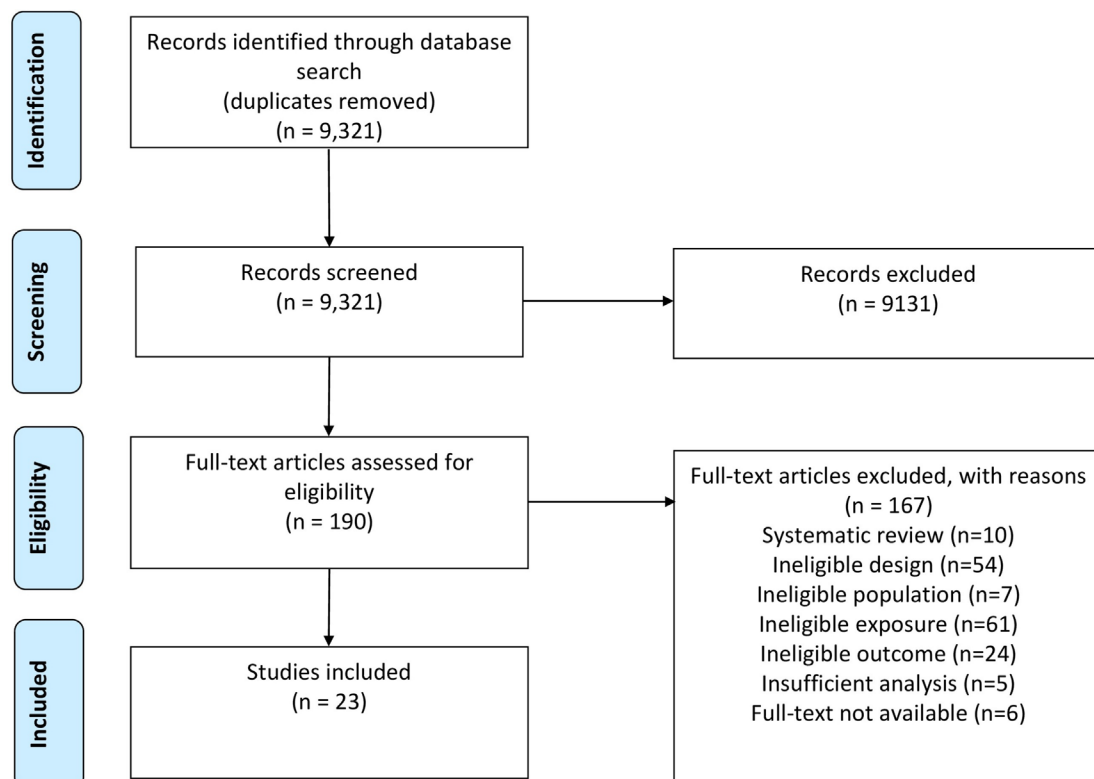 Identification
Records identified through database
search
(duplicates removed)
(n = 9,321)
Screening
Records screened
(n = 9,321)
Records excluded
(n = 9131)
Eligibility
Full-text articles assessed for
eligibility
(n = 190)
Full-text articles excluded, with reasons
(n = 167)
Systematic review (n=10)
Ineligible design (n=54)
Ineligible population (n=7)
Ineligible exposure (n=61)
Ineligible outcome (n=24)
Insufficient analysis (n=5)
Full-text not available (n=6)
Included
Studies included
(n = 23)